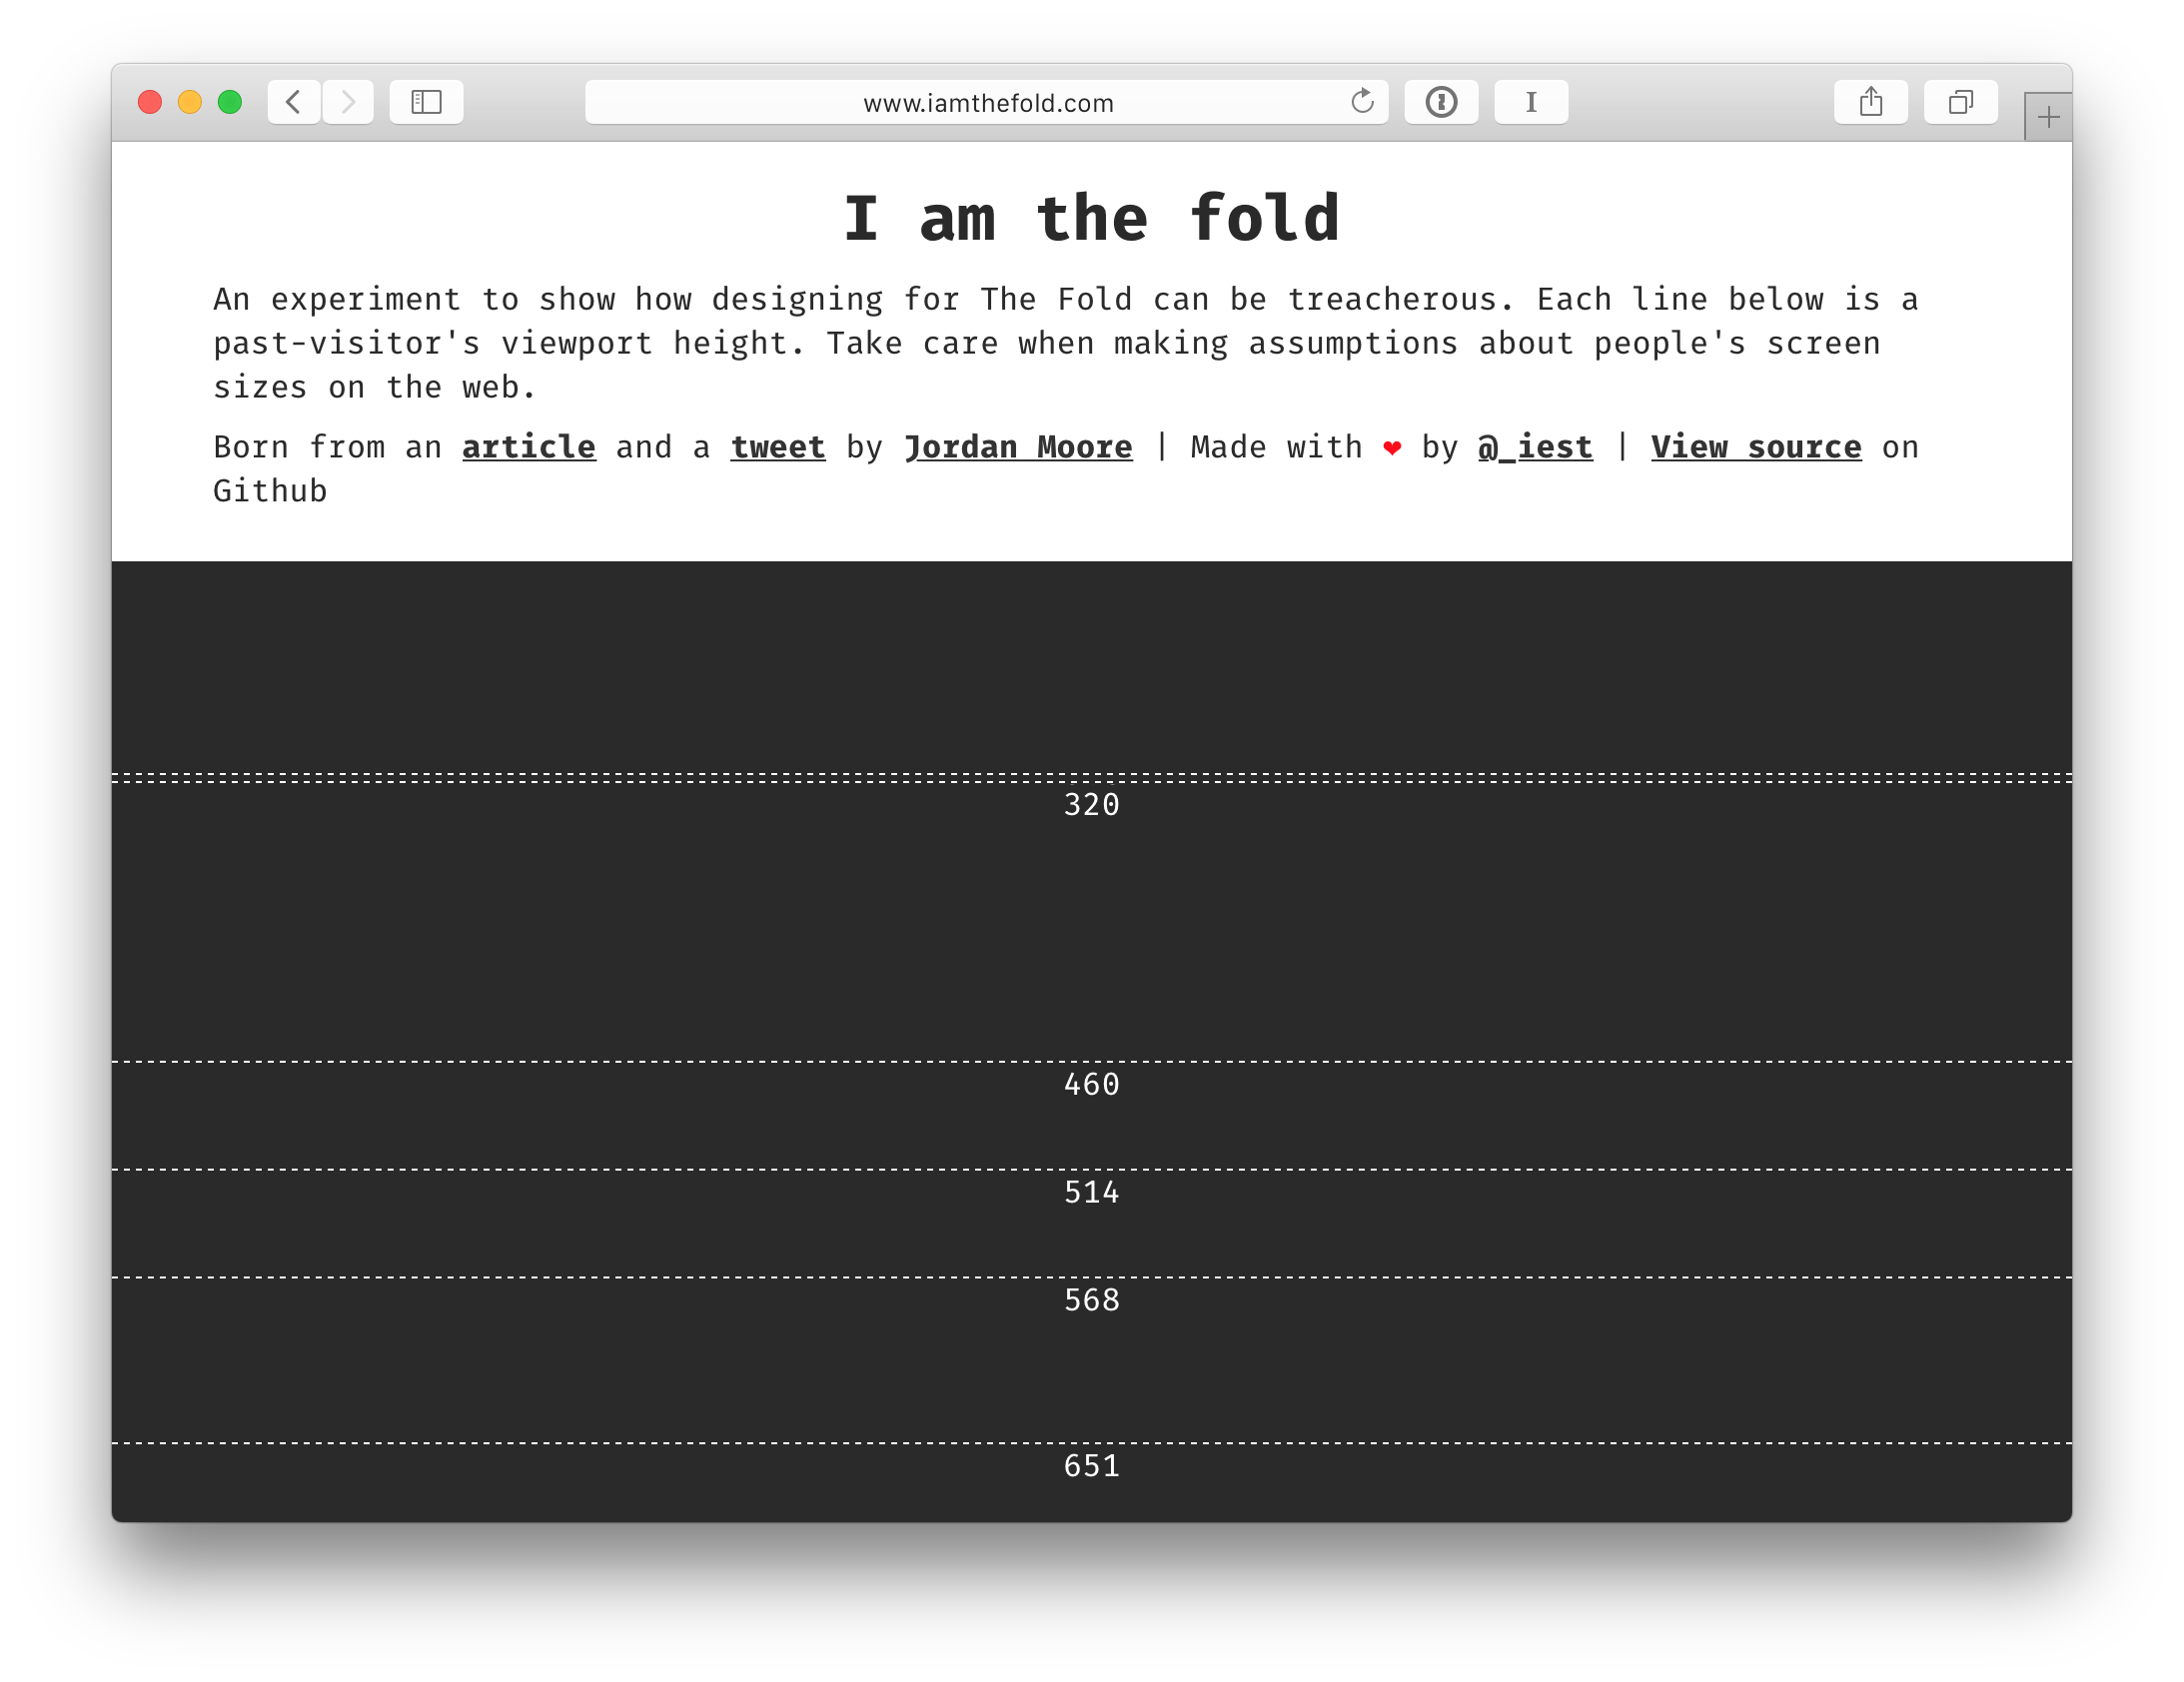 www.iamthefold.com
I am the fold
An experiment to show how designing for The Fold can be treacherous. Each line below is a
past-visitor's viewport height. Take care when making assumptions about people's screen
sizes on the web.
Born from an article and a tweet by Jordan Moore | Made with ❤ by @_iest | View source on
Github
320
460
514
568
651